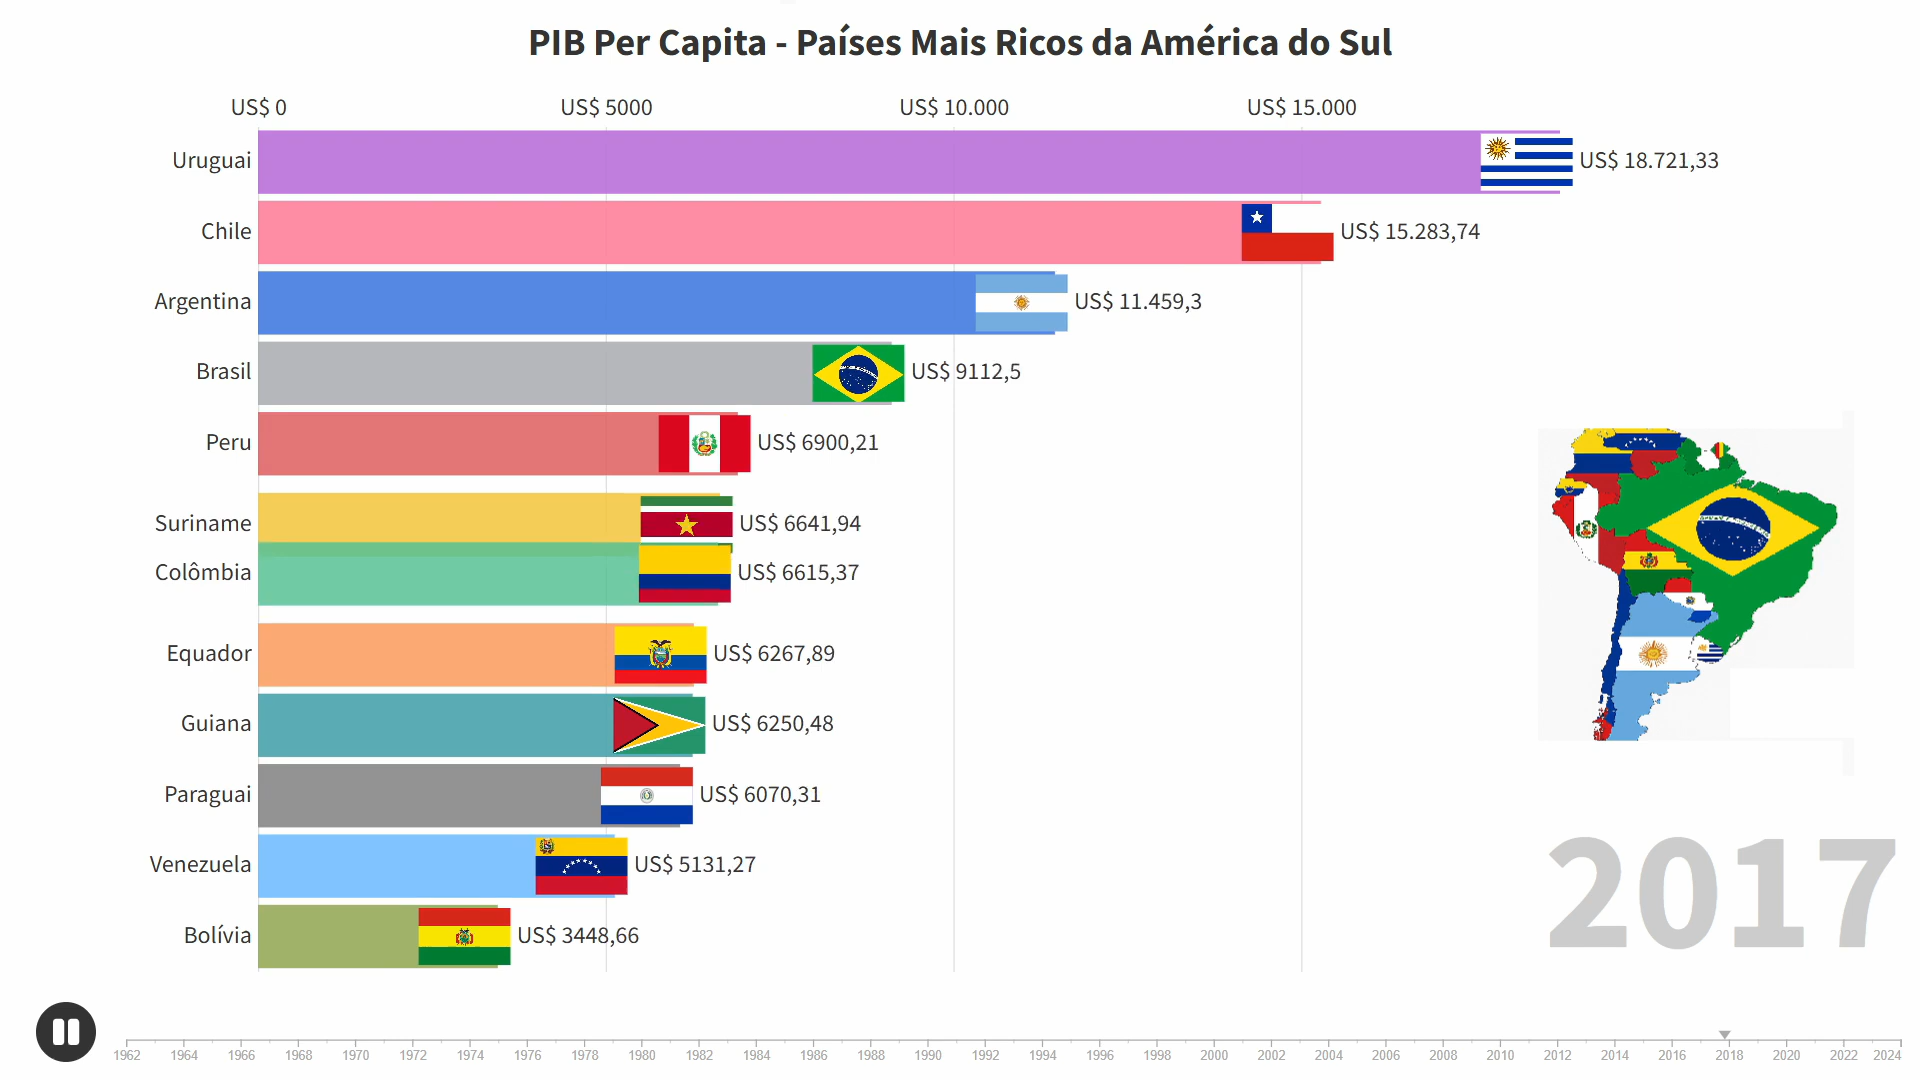 PIB Per Capita - Países Mais Ricos da América do Sul
US$ 0 US$ 5000 US$ 10.000 US$ 15.000
Uruguai US$ 18.721,33
Chile US$ 15.283,74
Argentina US$ 11.459,3
Brasil US$ 9112,5
Peru US$ 6900,21
Suriname US$ 6641,94
Colômbia US$ 6615,37
Equador US$ 6267,89
Guiana US$ 6250,48
Paraguai US$ 6070,31
Venezuela US$ 5131,27
Bolívia US$ 3448,66
2017
1962 1964 1966 1968 1970 1972 1974 1976 1978 1980 1982 1984 1986 1988 1990 1992 1994 1996 1998 2000 2002 2004 2006 2008 2010 2012 2014 2016 2018 2020 2022 2024